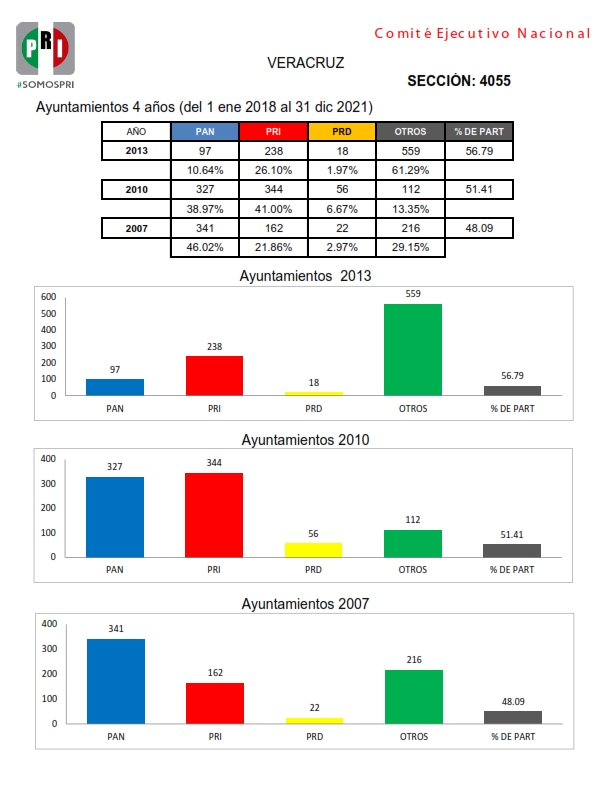 Comité Ejecutivo Nacional
PRI
#SOMOSPRI
VERACRUZ
SECCIÓN: 4055
Ayuntamientos 4 años (del 1 ene 2018 al 31 dic 2021)
AÑO PAN PRI PRD OTROS % DE PART
2013 97 238 18 559 56.79
10.64% 26.10% 1.97% 61.29%
2010 327 344 56 112 51.41
38.97% 41.00% 6.67% 13.35%
2007 341 162 22 216 48.09
46.02% 21.86% 2.97% 29.15%
Ayuntamientos 2013
600
500
400
300
200
100
0
97 238 18 559 56.79
PAN PRI PRD OTROS % DE PART
Ayuntamientos 2010
400
300
200
100
0
327 344 56 112 51.41
PAN PRI PRD OTROS % DE PART
Ayuntamientos 2007
400
300
200
100
0
341 162 22 216 48.09
PAN PRI PRD OTROS % DE PART